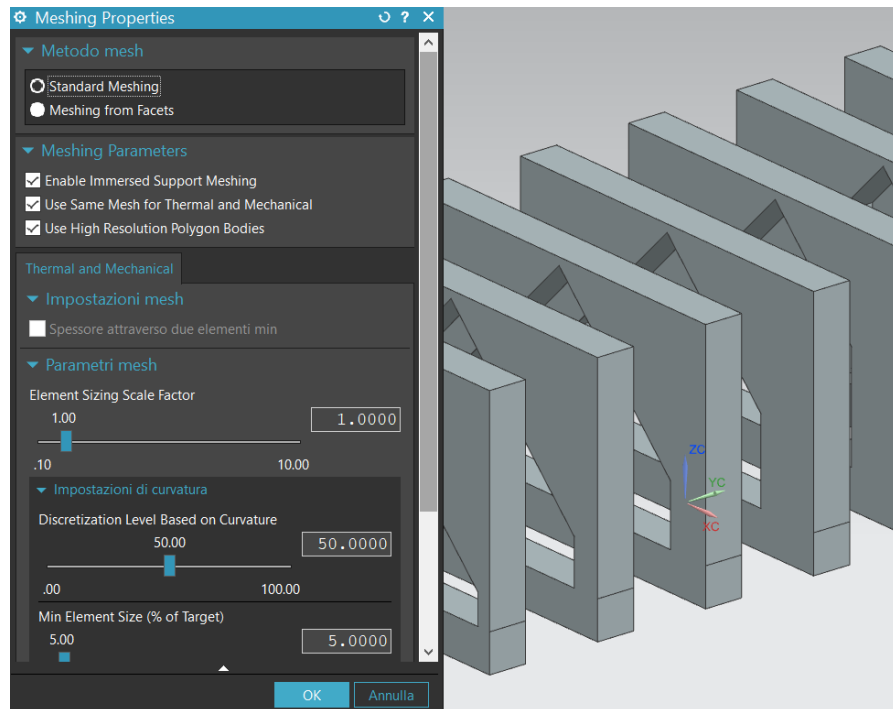 Meshing Properties
Metodo mesh
Standard Meshing
Meshing from Facets
Meshing Parameters
Enable Immersed Support Meshing
Use Same Mesh for Thermal and Mechanical
Use High Resolution Polygon Bodies
Thermal and Mechanical
Impostazioni mesh
Spessore attraverso due elementi min
Parametri mesh
Element Sizing Scale Factor
1.00
1.0000
.10 10.00
Impostazioni di curvatura
Discretization Level Based on Curvature
50.00
50.0000
.00 100.00
Min Element Size (% of Target)
5.00
5.0000
OK Annulla
ZC
YC
XC